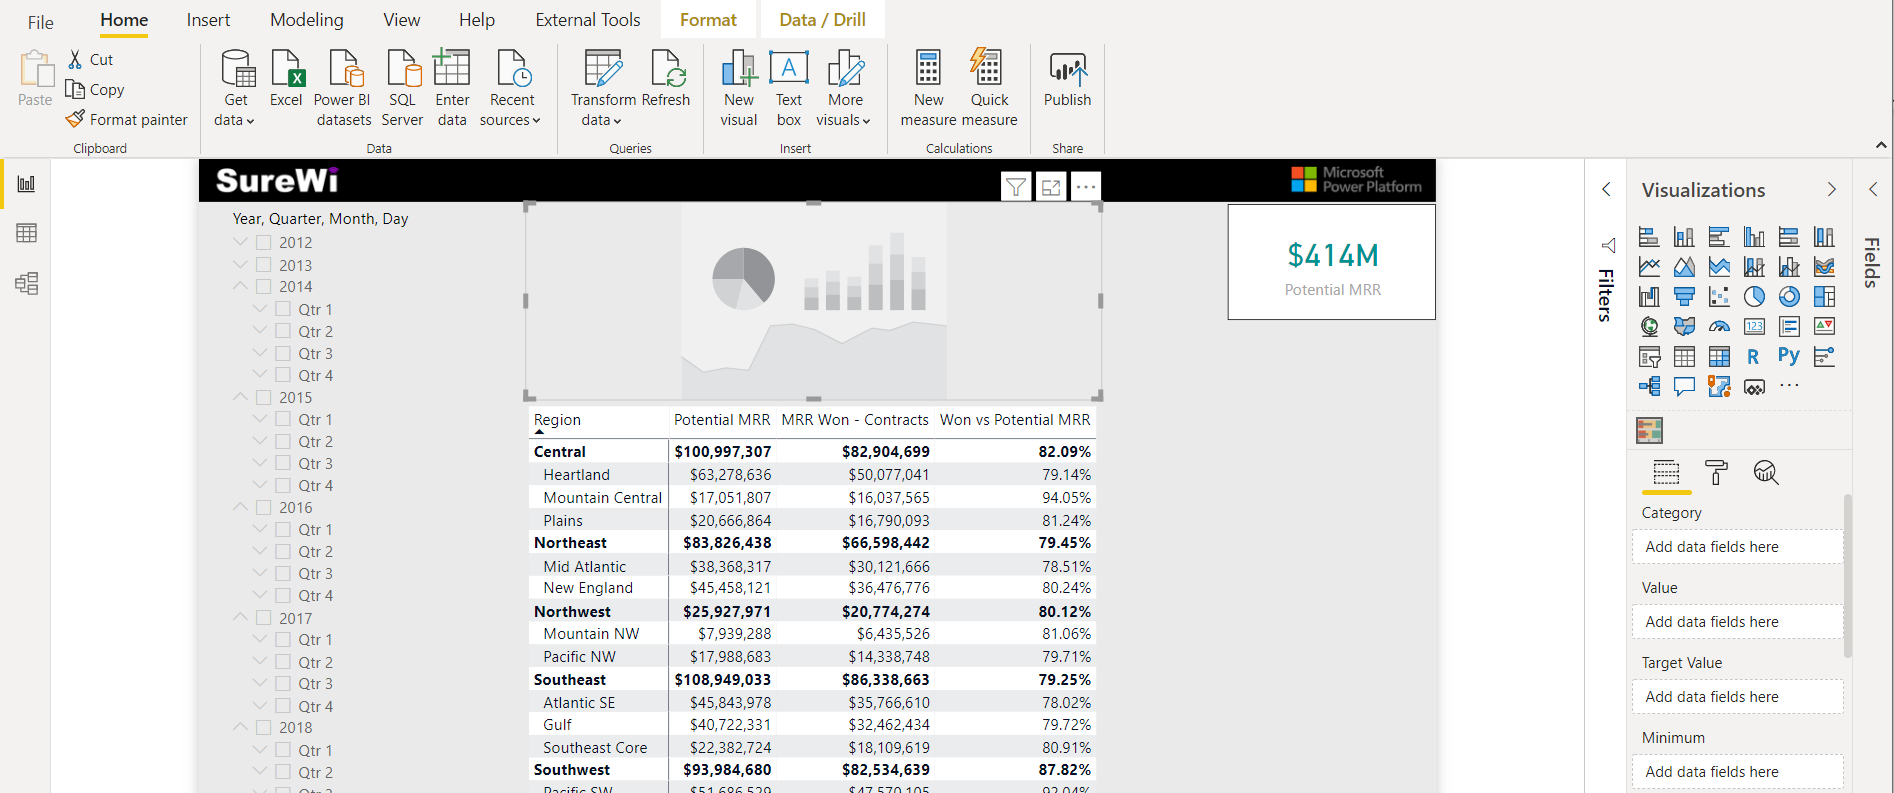 File Home Insert Modeling View Help External Tools Format Data / Drill
Paste
Cut
Copy
Format painter
Clipboard
Get data
Excel
Power BI datasets
SQL Server
Enter data
Recent sources
Data
Transform data
Refresh
Queries
New visual
Text box
More visuals
Insert
New measure
Quick measure
Calculations
Publish
Share
SureWi
Microsoft
Power Platform
Year, Quarter, Month, Day
2012
2013
2014
Qtr 1
Qtr 2
Qtr 3
Qtr 4
2015
Qtr 1
Qtr 2
Qtr 3
Qtr 4
2016
Qtr 1
Qtr 2
Qtr 3
Qtr 4
2017
Qtr 1
Qtr 2
Qtr 3
Qtr 4
2018
Qtr 1
Qtr 2
$414M
Potential MRR
Region Potential MRR MRR Won - Contracts Won vs Potential MRR
Central $100,997,307 $82,904,699 82.09%
Heartland $63,278,636 $50,077,041 79.14%
Mountain Central $17,051,807 $16,037,565 94.05%
Plains $20,666,864 $16,790,093 81.24%
Northeast $83,826,438 $66,598,442 79.45%
Mid Atlantic $38,368,317 $30,121,666 78.51%
New England $45,458,121 $36,476,776 80.24%
Northwest $25,927,971 $20,774,274 80.12%
Mountain NW $7,939,288 $6,435,526 81.06%
Pacific NW $17,988,683 $14,338,748 79.71%
Southeast $108,949,033 $86,338,663 79.25%
Atlantic SE $45,843,978 $35,766,610 78.02%
Gulf $40,722,331 $32,462,434 79.72%
Southeast Core $22,382,724 $18,109,619 80.91%
Southwest $93,984,680 $82,534,639 87.82%
Pacific SW $51,686,529 $47,570,105 92.04%
Filters
Visualizations
123
R
Py
Category
Add data fields here
Value
Add data fields here
Target Value
Add data fields here
Minimum
Add data fields here
Fields